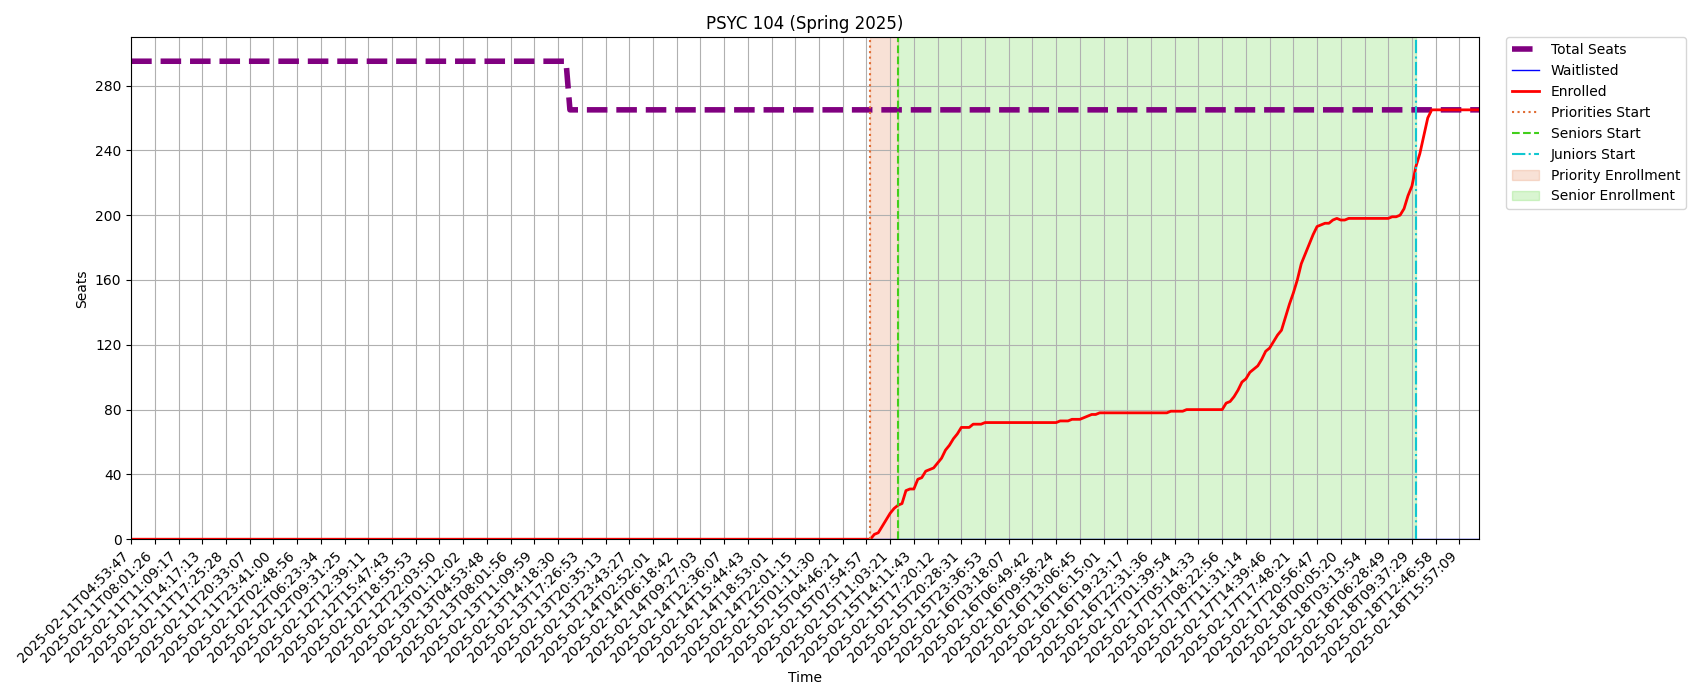 PSYC 104 (Spring 2025)
Total Seats
Waitlisted
Enrolled
Priorities Start
Seniors Start
Juniors Start
Priority Enrollment
Senior Enrollment
Seats
280
240
200
160
120
80
40
0
2025-02-11T04:53:47
2025-02-11T08:01:26
2025-02-11T11:09:17
2025-02-11T14:17:13
2025-02-11T17:25:28
2025-02-11T20:33:07
2025-02-11T23:41:00
2025-02-12T02:48:56
2025-02-12T06:23:34
2025-02-12T09:31:25
2025-02-12T12:39:11
2025-02-12T15:47:43
2025-02-12T18:55:53
2025-02-12T22:03:50
2025-02-13T01:12:02
2025-02-13T04:53:48
2025-02-13T08:01:56
2025-02-13T11:09:59
2025-02-13T14:18:30
2025-02-13T17:26:53
2025-02-13T20:35:13
2025-02-13T23:43:27
2025-02-14T02:52:01
2025-02-14T06:18:42
2025-02-14T09:27:03
2025-02-14T12:36:07
2025-02-14T15:44:43
2025-02-14T18:53:01
2025-02-14T22:01:15
2025-02-15T01:11:30
2025-02-15T04:46:21
2025-02-15T07:54:57
2025-02-15T11:03:21
2025-02-15T14:11:43
2025-02-15T17:20:12
2025-02-15T20:28:31
2025-02-15T23:36:53
2025-02-16T03:18:07
2025-02-16T06:49:42
2025-02-16T09:58:24
2025-02-16T13:06:45
2025-02-16T16:15:01
2025-02-16T19:23:17
2025-02-16T22:31:36
2025-02-17T01:39:54
2025-02-17T05:14:33
2025-02-17T08:22:56
2025-02-17T11:31:14
2025-02-17T14:39:46
2025-02-17T17:48:21
2025-02-17T20:56:47
2025-02-18T00:05:20
2025-02-18T03:13:54
2025-02-18T06:28:49
2025-02-18T09:37:29
2025-02-18T12:46:58
2025-02-18T15:57:09
Time